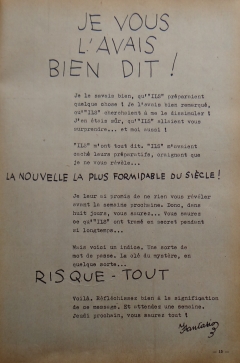 JE VOUS
L'AVAIS
BIEN DIT !
Je le savais bien, qu'"ILS" préparaient
quelque chose ! Je l'avais bien remarqué,
qu'"ILS" cherchaient à me le dissimuler !
J'en étais sûr, qu'"ILS" allaient vous
surprendre... et moi aussi !
"ILS" m'ont tout dit. "ILS" m'avaient
caché leurs préparatifs, craignant que
je ne vous révèle...
LA NOUVELLE LA PLUS FORMIDABLE DU SIÈCLE !
Je leur ai promis de ne rien vous révéler
avant la semaine prochaine. Donc, dans
huit jours, vous saurez... Vous saurez
ce qu'"ILS" ont tramé en secret pendant
si longtemps...
Mais voici un indice. Une sorte de
mot de passe. La clé du mystère, en
quelque sorte...
RISQUE-TOUT
Voilà. Réfléchissez bien à la signification
de ce message. Et attendez une semaine.
Jeudi prochain, vous saurez tout !
Fantasio